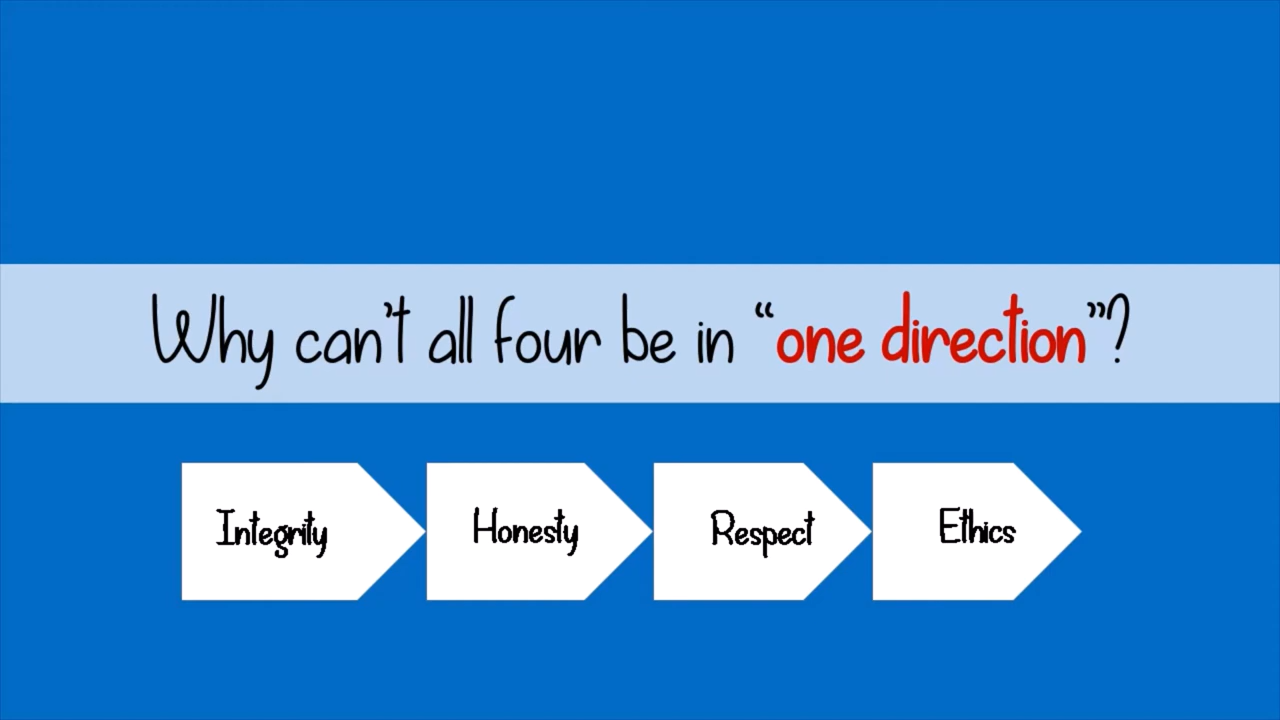 Why can't all four be in “one direction”?
Integrity
Honesty
Respect
Ethics